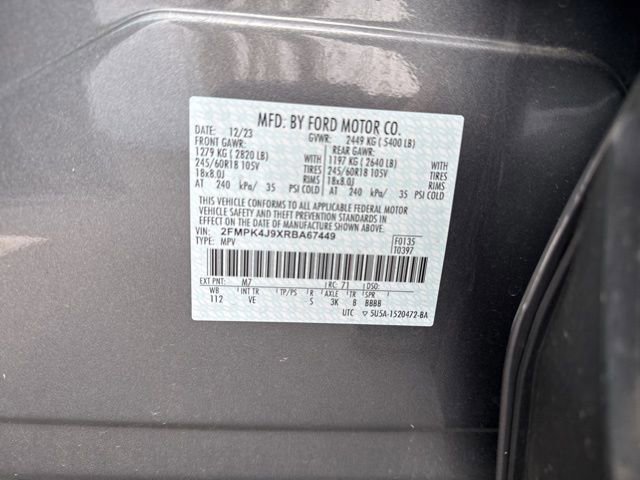 MFD. BY FORD MOTOR CO.
DATE: 12/23 GVWR: 2449 KG ( 5400 LB)
FRONT GAWR: REAR GAWR:
1279 KG ( 2820 LB) WITH 1197 KG ( 2640 LB) WITH
245/60R18 105V TIRES 245/60R18 105V TIRES
18x8.0J RIMS 18x8.0J RIMS
AT 240 kPa/ 35 PSI COLD AT 240 kPa/ 35 PSI COLD
THIS VEHICLE CONFORMS TO ALL APPLICABLE FEDERAL MOTOR
VEHICLE SAFETY AND THEFT PREVENTION STANDARDS IN
EFFECT ON THE DATE OF MANUFACTURE SHOWN ABOVE.
VIN: 2FMPK4J9XRBA67449 F0135
TYPE: MPV T0397
EXT PNT: M7 RC: 71 DSO:
WB INT TR TP/PS R AXLE TR SPR
112 VE S 3K B BBBB
UTC ▽ 5U5A-1520472-BA